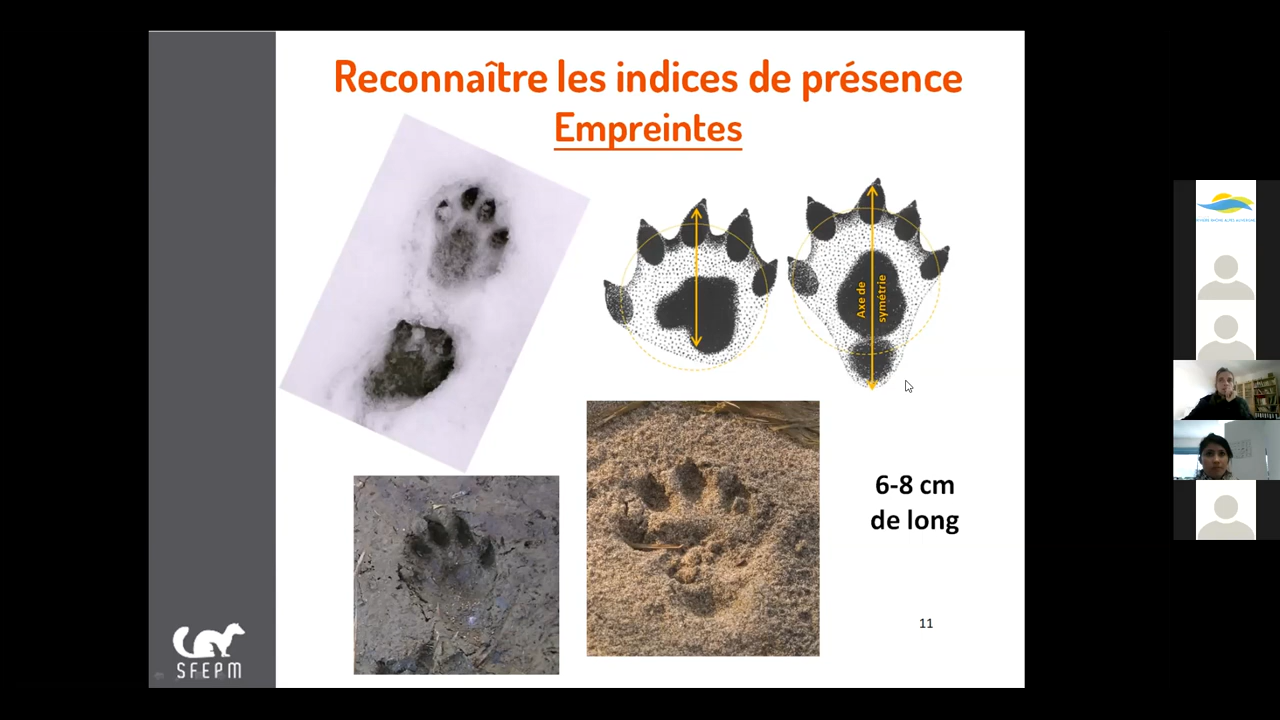 Reconnaître les indices de présence
Empreintes
Axe de
symétrie
6-8 cm
de long
11
SFEPM